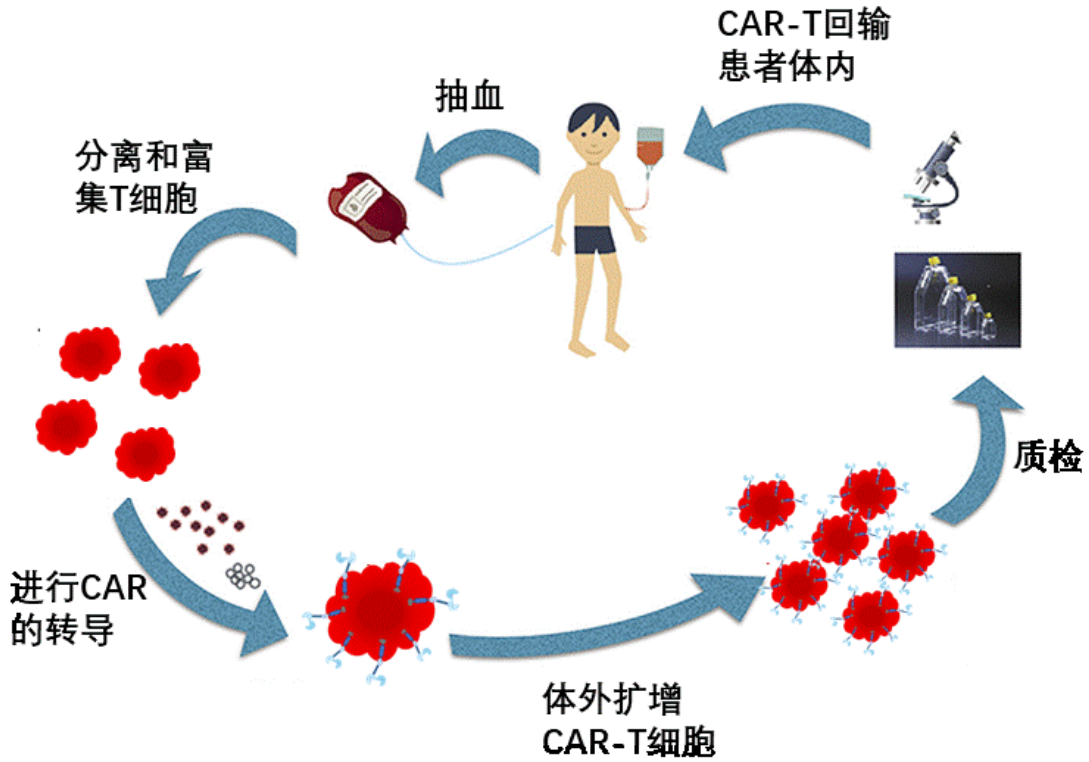 CAR-T回输
患者体内
抽血
分离和富
集T细胞
质检
进行CAR
的转导
体外扩增
CAR-T细胞